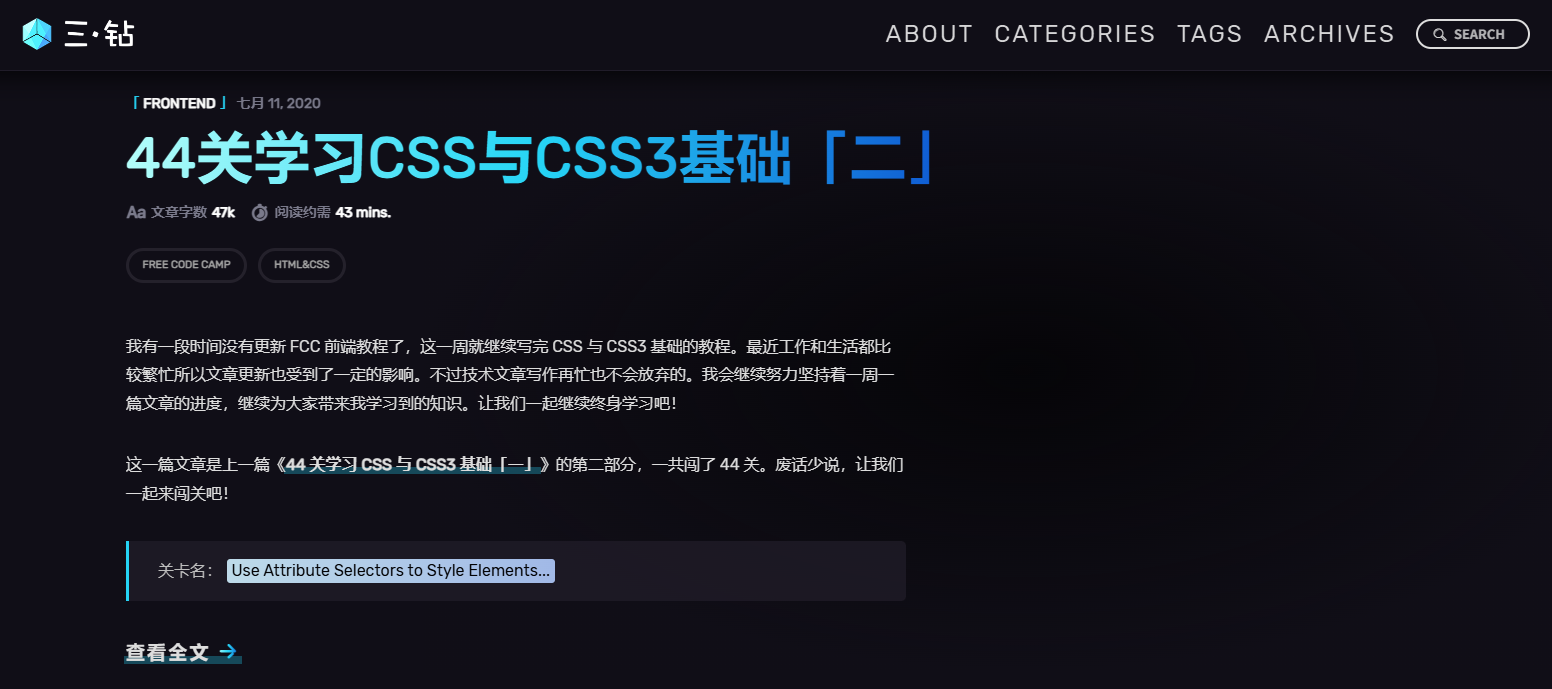 三·钻
ABOUT CATEGORIES TAGS ARCHIVES SEARCH
「 FRONTEND 」 七月 11, 2020
44关学习CSS与CSS3基础「二」
Aa 文章字数 47k 阅读约需 43 mins.
FREE CODE CAMP HTML&CSS
我有一段时间没有更新 FCC 前端教程了，这一周就继续写完 CSS 与 CSS3 基础的教程。最近工作和生活都比
较繁忙所以文章更新也受到了一定的影响。不过技术文章写作再忙也不会放弃的。我会继续努力坚持着一周一
篇文章的进度，继续为大家带来我学习到的知识。让我们一起继续终身学习吧！
这一篇文章是上一篇《44 关学习 CSS 与 CSS3 基础「一」》的第二部分，一共闯了 44 关。废话少说，让我们
一起来闯关吧！
关卡名： Use Attribute Selectors to Style Elements...
查看全文 →